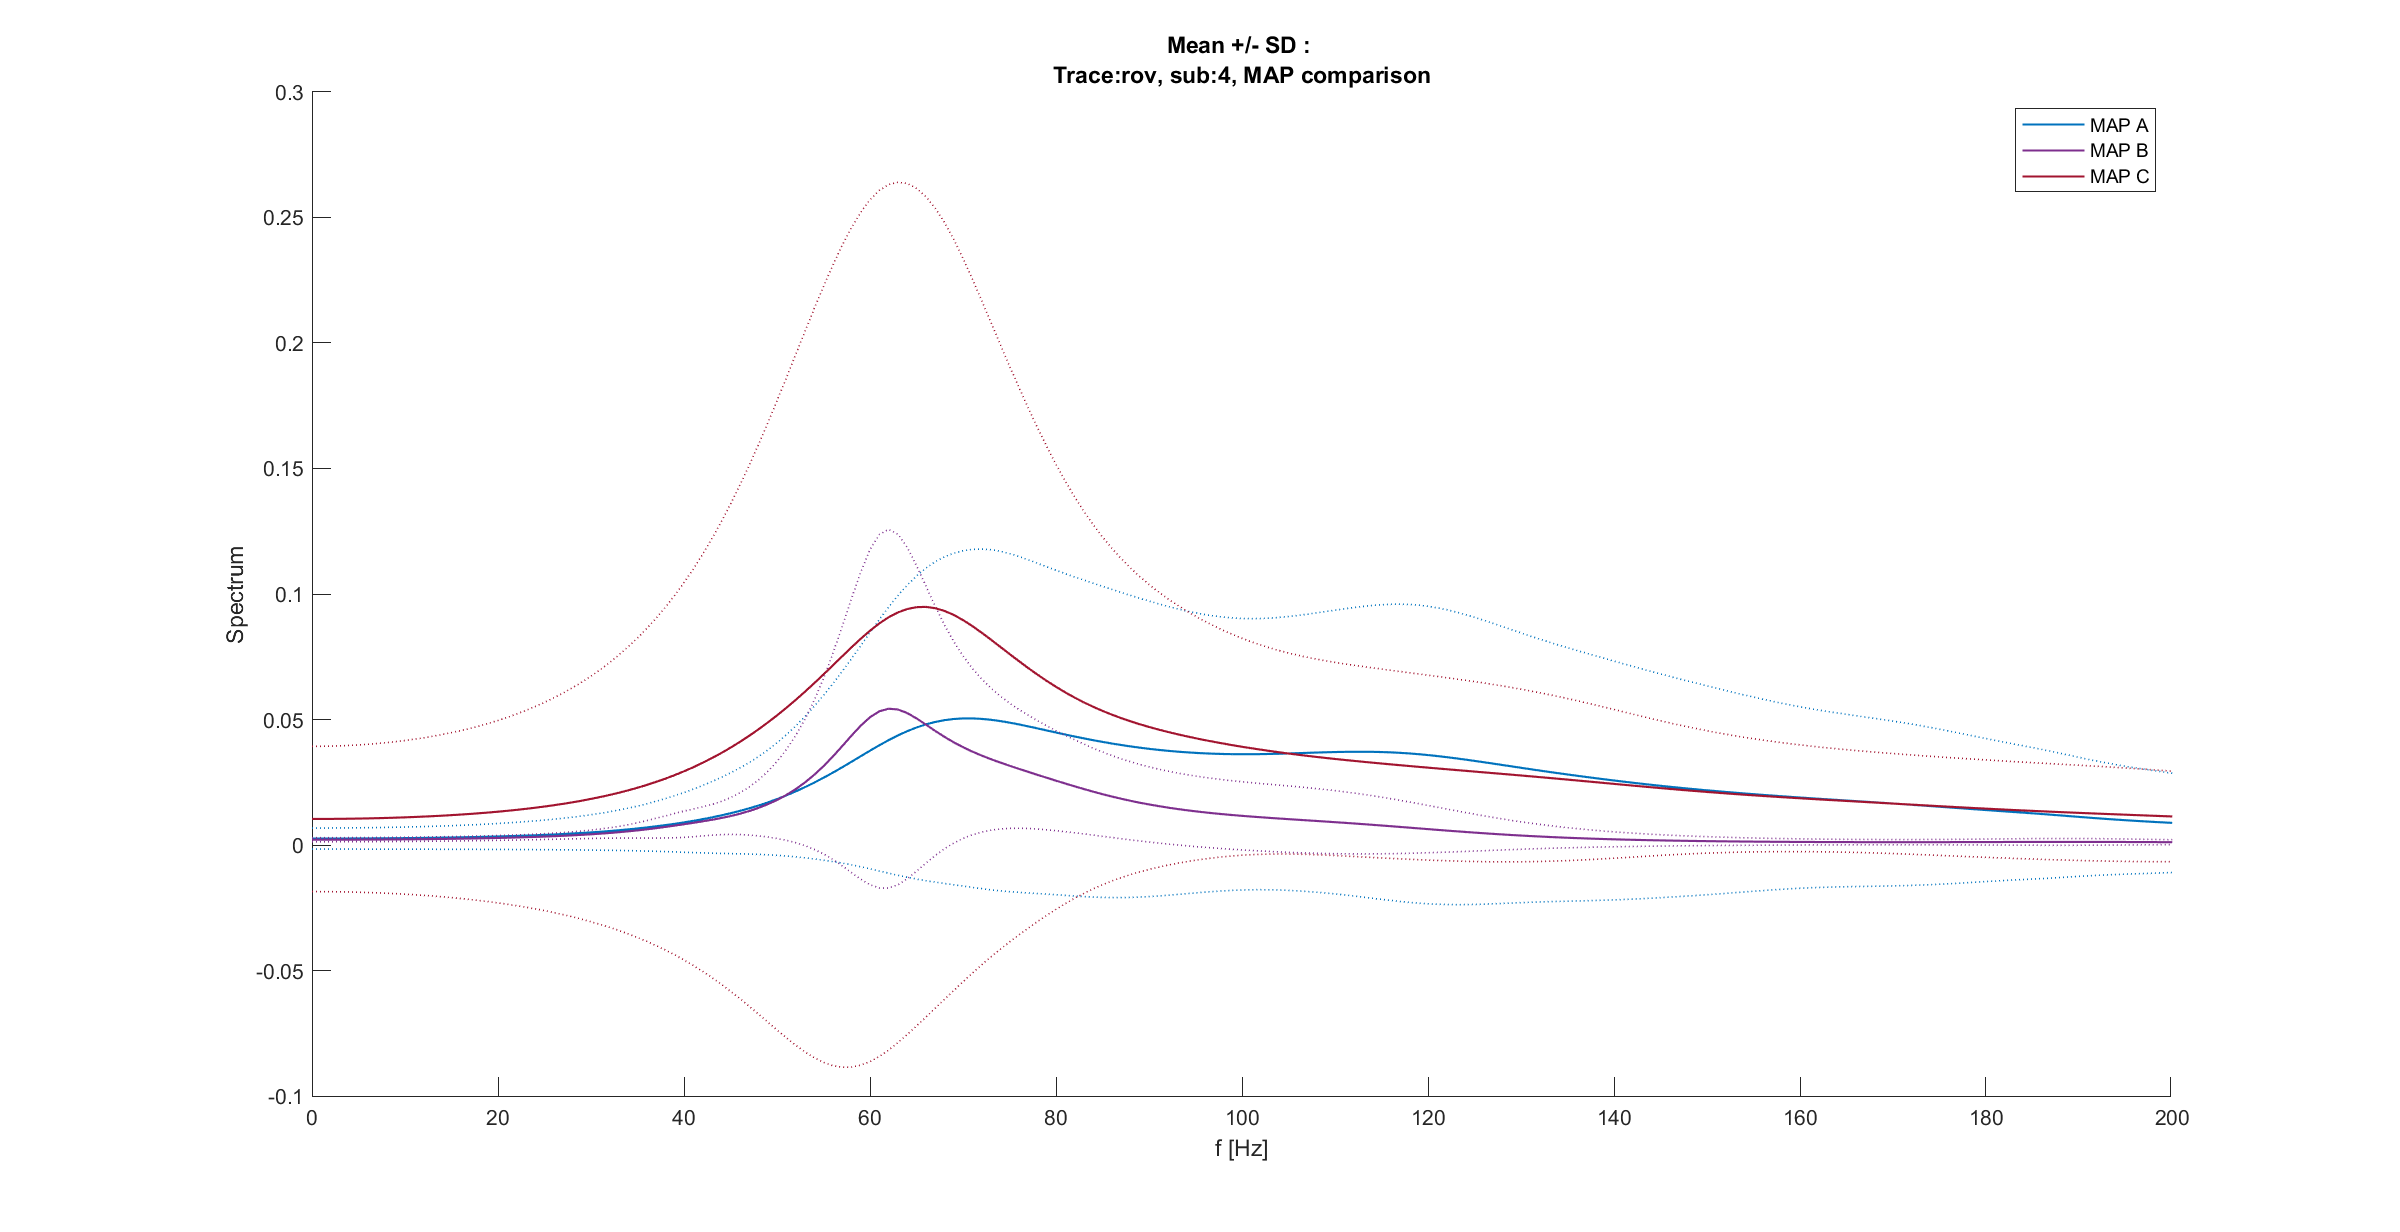 Mean +/- SD :
Trace:rov, sub:4, MAP comparison
MAP A
MAP B
MAP C
0.3
0.25
0.2
0.15
0.1
0.05
0
-0.05
-0.1
Spectrum
0 20 40 60 80 100 120 140 160 180 200
f [Hz]